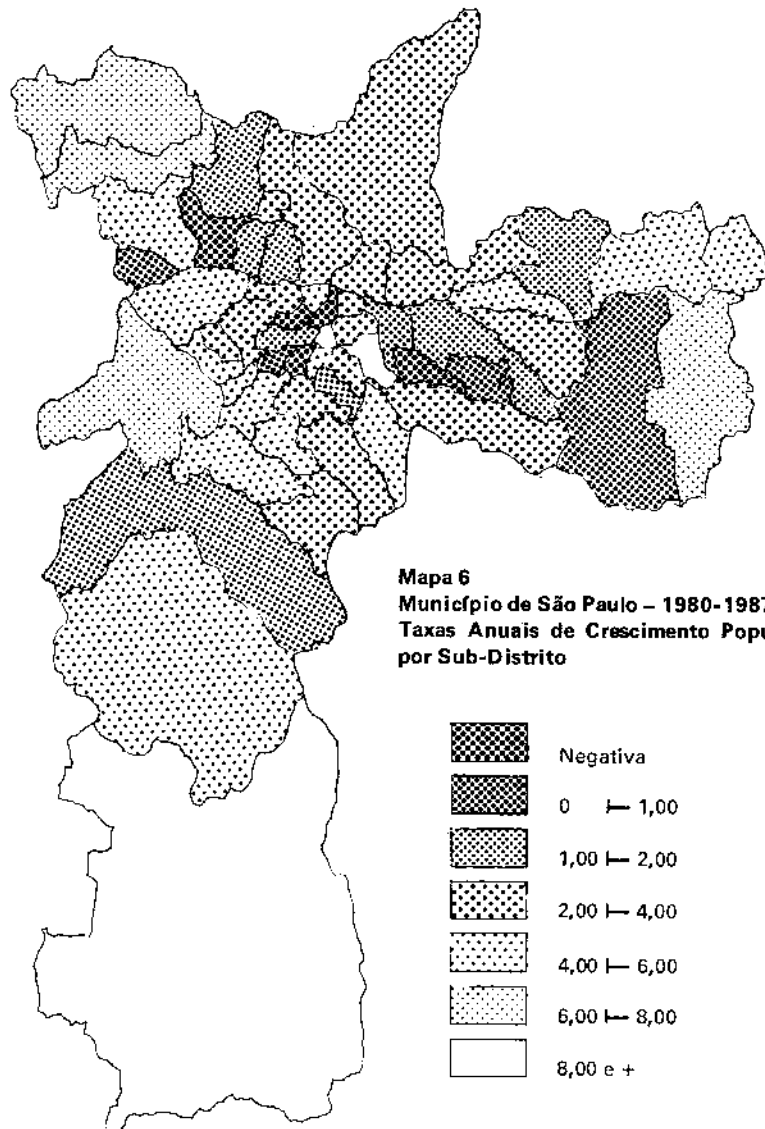 Mapa 6
Município de São Paulo – 1980-1987
Taxas Anuais de Crescimento Popu
por Sub-Distrito
Negativa
0 ⊢ 1,00
1,00 ⊢ 2,00
2,00 ⊢ 4,00
4,00 ⊢ 6,00
6,00 ⊢ 8,00
8,00 e +